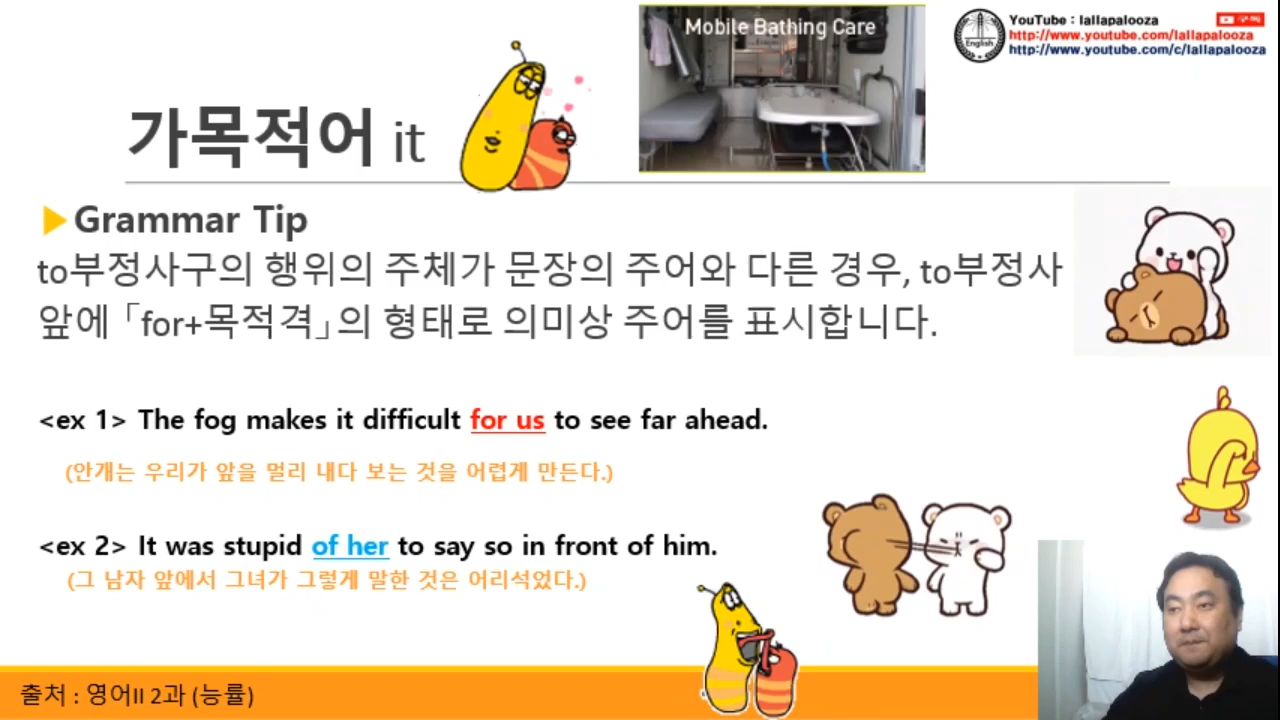 Mobile Bathing Care
YouTube : lallapalooza
구독
http://www.youtube.com/lallapalooza
http://www.youtube.com/c/lallapalooza
English
가목적어 it
▶Grammar Tip
to부정사구의 행위의 주체가 문장의 주어와 다른 경우, to부정사
앞에 「for+목적격」의 형태로 의미상 주어를 표시합니다.
<ex 1> The fog makes it difficult for us to see far ahead.
(안개는 우리가 앞을 멀리 내다 보는 것을 어렵게 만든다.)
<ex 2> It was stupid of her to say so in front of him.
(그 남자 앞에서 그녀가 그렇게 말한 것은 어리석었다.)
출처 : 영어II 2과 (능률)